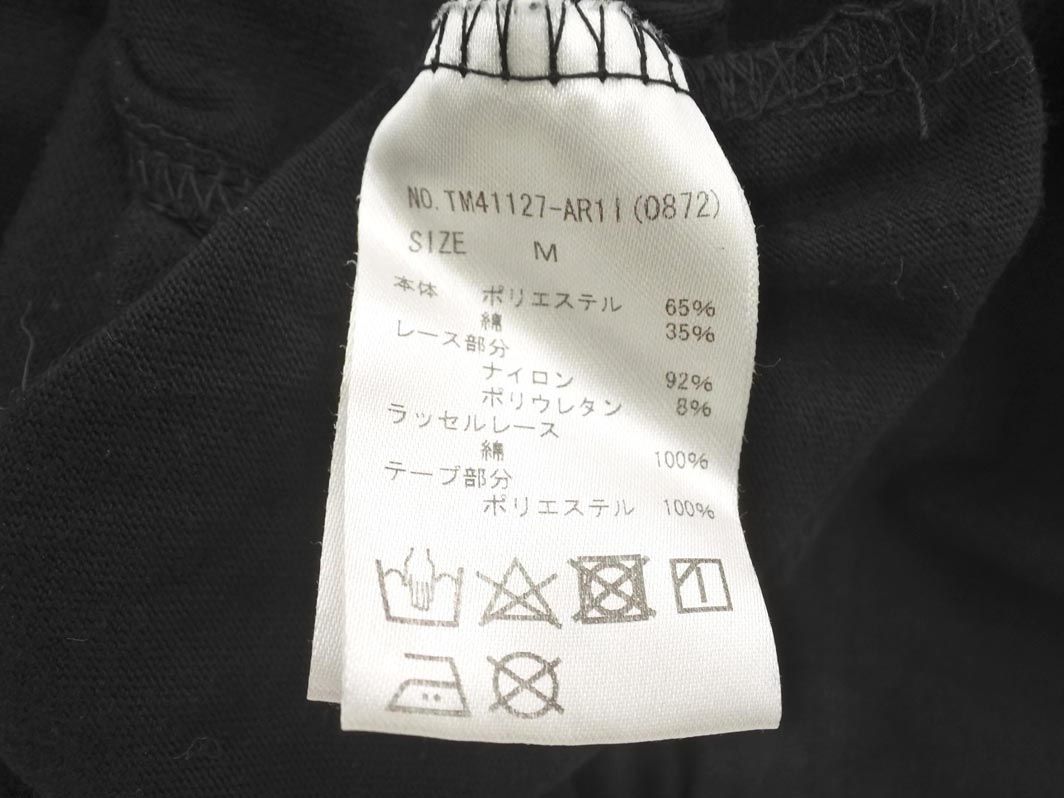 NO.TM41127-AR11(0872)
SIZE M
本体 ポリエステル 65%
綿 35%
レース部分
ナイロン 92%
ポリウレタン 8%
ラッセルレース
綿 100%
テープ部分
ポリエステル 100%